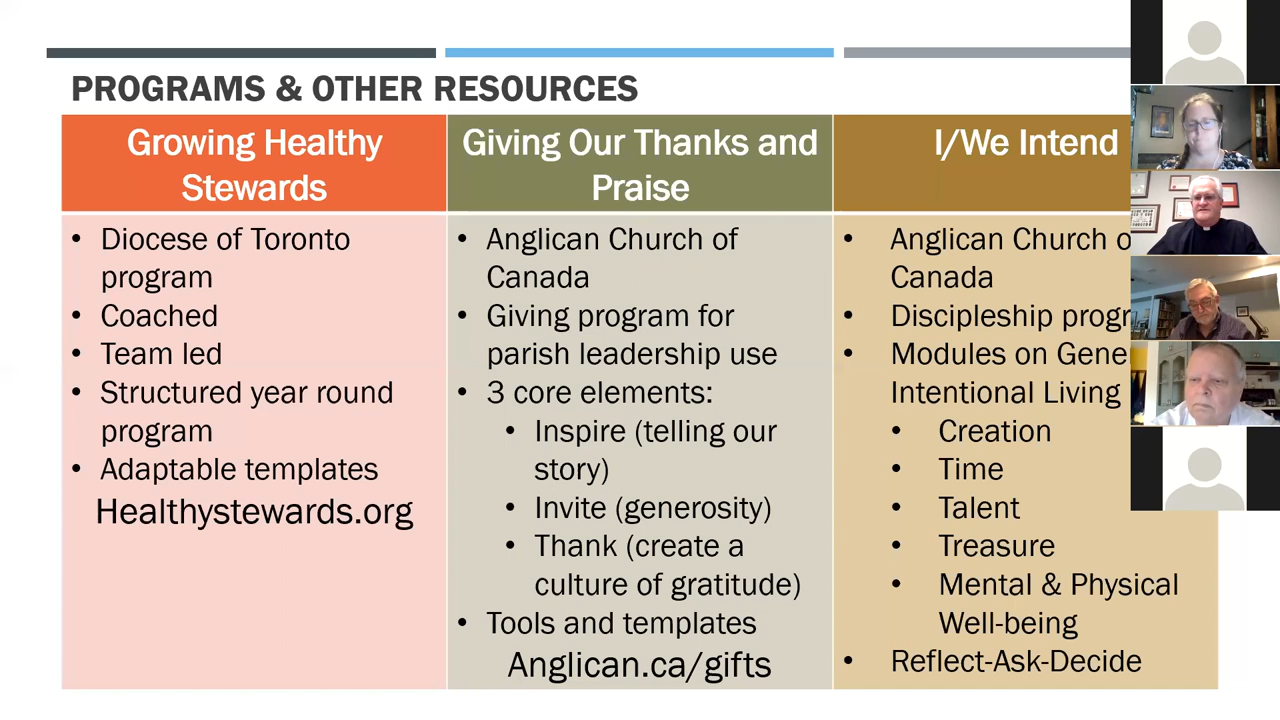 PROGRAMS & OTHER RESOURCES
Growing Healthy
Stewards
• Diocese of Toronto
program
• Coached
• Team led
• Structured year round
program
• Adaptable templates
Healthystewards.org
Giving Our Thanks and
Praise
• Anglican Church of
Canada
• Giving program for
parish leadership use
• 3 core elements:
• Inspire (telling our
story)
• Invite (generosity)
• Thank (create a
culture of gratitude)
• Tools and templates
Anglican.ca/gifts
I/We Intend
• Anglican Church
Canada
• Discipleship
• Modules on
Intentional Living
• Creation
• Time
• Talent
• Treasure
• Mental & Physical
Well-being
• Reflect-Ask-Decide